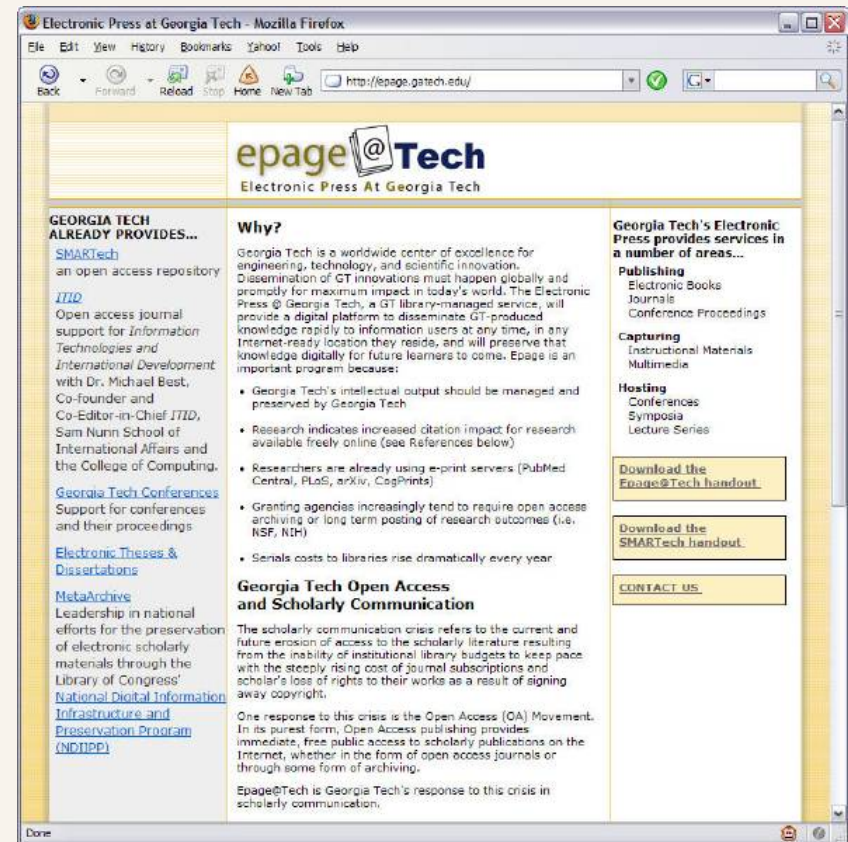 Electronic Press at Georgia Tech - Mozilla Firefox
File Edit View History Bookmarks Yahoo! Tools Help
Back Forward Reload Stop Home New Tab http://epage.gatech.edu/ G
epage@Tech
Electronic Press At Georgia Tech
GEORGIA TECH
ALREADY PROVIDES...
SMARTech
an open access repository
ITID
Open access journal
support for Information
Technologies and
International Development
with Dr. Michael Best,
Co-founder and
Co-Editor-in-Chief ITID,
Sam Nunn School of
International Affairs and
the College of Computing.
Georgia Tech Conferences
Support for conferences
and their proceedings
Electronic Theses &
Dissertations
MetaArchive
Leadership in national
efforts for the preservation
of electronic scholarly
materials through the
Library of Congress'
National Digital Information
Infrastructure and
Preservation Program
(NDIIPP)
Why?
Georgia Tech is a worldwide center of excellence for
engineering, technology, and scientific innovation.
Dissemination of GT innovations must happen globally and
promptly for maximum impact in today's world. The Electronic
Press @ Georgia Tech, a GT library-managed service, will
provide a digital platform to disseminate GT-produced
knowledge rapidly to information users at any time, in any
Internet-ready location they reside, and will preserve that
knowledge digitally for future learners to come. Epage is an
important program because:
• Georgia Tech's intellectual output should be managed and
preserved by Georgia Tech
• Research indicates increased citation impact for research
available freely online (see References below)
• Researchers are already using e-print servers (PubMed
Central, PLoS, arXiv, CogPrints)
• Granting agencies increasingly tend to require open access
archiving or long term posting of research outcomes (i.e.
NSF, NIH)
• Serials costs to libraries rise dramatically every year
Georgia Tech Open Access
and Scholarly Communication
The scholarly communication crisis refers to the current and
future erosion of access to the scholarly literature resulting
from the inability of institutional library budgets to keep pace
with the steeply rising cost of journal subscriptions and
scholar's loss of rights to their works as a result of signing
away copyright.
One response to this crisis is the Open Access (OA) Movement.
In its purest form, Open Access publishing provides
immediate, free public access to scholarly publications on the
Internet, whether in the form of open access journals or
through some form of archiving.
Epage@Tech is Georgia Tech's response to this crisis in
scholarly communication.
Georgia Tech's Electronic
Press provides services in
a number of areas...
Publishing
Electronic Books
Journals
Conference Proceedings
Capturing
Instructional Materials
Multimedia
Hosting
Conferences
Symposia
Lecture Series
Download the
Epage@Tech handout
Download the
SMARTech handout
CONTACT US
Done